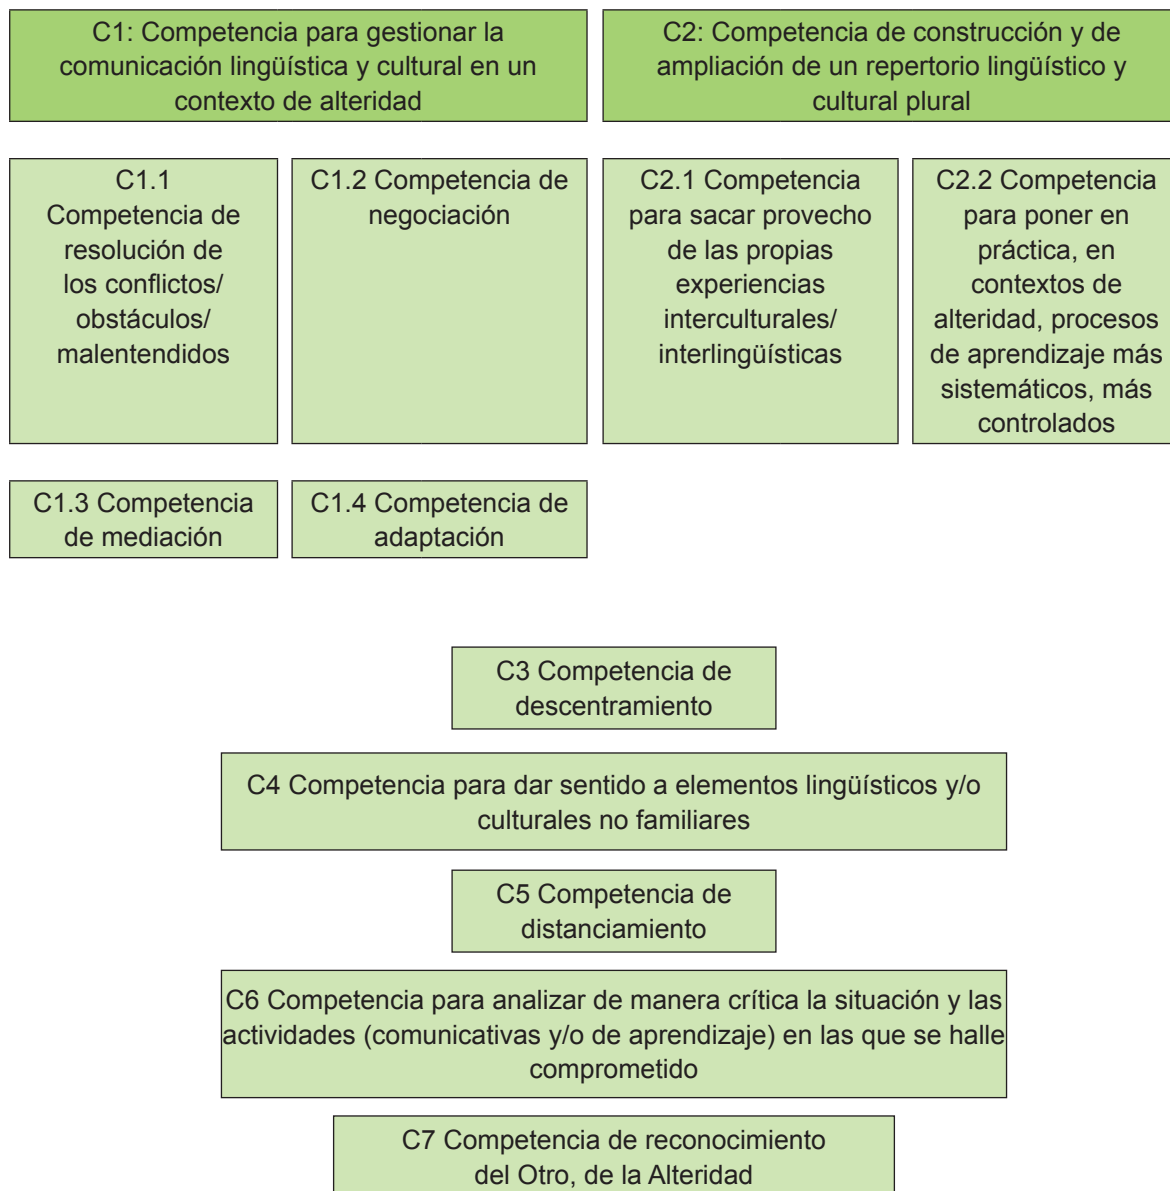 C1: Competencia para gestionar la
comunicación lingüística y cultural en un
contexto de alteridad
C2: Competencia de construcción y de
ampliación de un repertorio lingüístico y
cultural plural
C1.1
Competencia de
resolución de
los conflictos/
obstáculos/
malentendidos
C1.2 Competencia de
negociación
C2.1 Competencia
para sacar provecho
de las propias
experiencias
interculturales/
interlingüísticas
C2.2 Competencia
para poner en
práctica, en
contextos de
alteridad, procesos
de aprendizaje más
sistemáticos, más
controlados
C1.3 Competencia
de mediación
C1.4 Competencia de
adaptación
C3 Competencia de
descentramiento
C4 Competencia para dar sentido a elementos lingüísticos y/o
culturales no familiares
C5 Competencia de
distanciamiento
C6 Competencia para analizar de manera crítica la situación y las
actividades (comunicativas y/o de aprendizaje) en las que se halle
comprometido
C7 Competencia de reconocimiento
del Otro, de la Alteridad